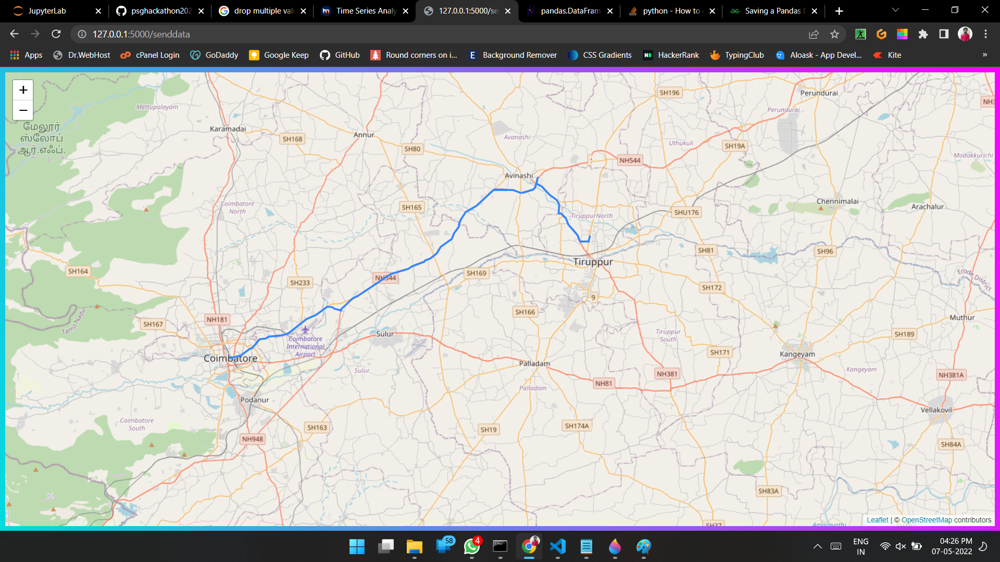 JupyterLab
psghackathon202
drop multiple val
Time Series Analy
127.0.0.1:5000/se
pandas.DataFram
python - How to
Saving a Pandas D
127.0.0.1:5000/senddata
Apps
Dr.WebHost
cPanel Login
GoDaddy
Google Keep
GitHub
Round corners on i...
Background Remover
CSS Gradients
HackerRank
TypingClub
Aloask - App Devel...
Kite
»
+
−
SH196
Perundurai
NH3
Mettupalayam
Perundurai
மேலூர்
ஸ்லோப்
ஆர்.எஃப்.
Karamadai
Annur
SH168
SH80
Avanashi
Uthukuli
SH19A
Modakkurichi
NH544
Avinashi
Coimbatore
North
SH165
Chennimalai
Arachalur
SHU176
TiruppurNorth
SH81
SH96
Tiruppur
SH164
SH169
NH544
SH233
Erode District
SH172
9
Tamil Nadu
SH167
NH181
SH166
Muthur
Sulur
Tiruppur
South
SH189
Coimbatore
International
Airport
Coimbatore
SH171
Kangeyam
Palladam
Sulur
NH381
Kangeyam
NH381A
Palladam
NH81
Podanur
Vellakovil
Coimbatore
South
SH163
SH19
SH174A
NH948
SH84A
SH83A
SH37
Amaravathi
Leaflet | © OpenStreetMap contributors
58
4
ENG
IN
04:26 PM
07-05-2022